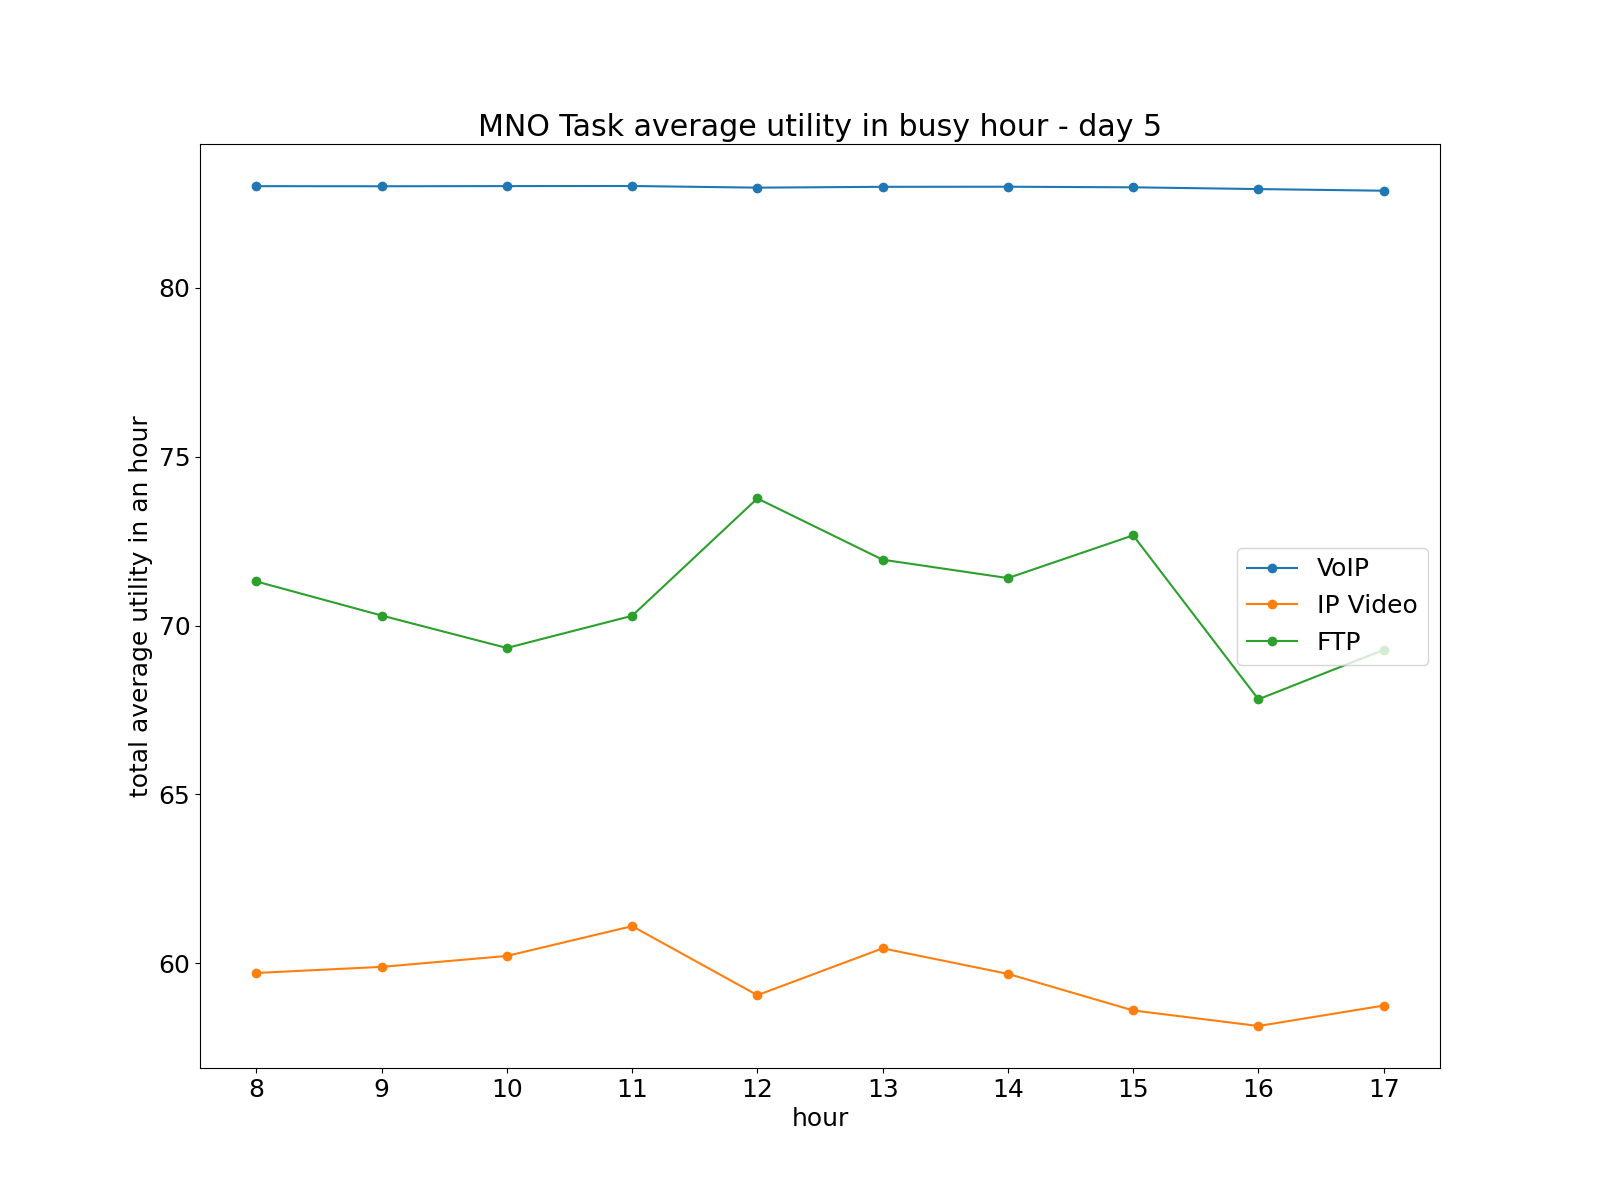 MNO Task average utility in busy hour - day 5
total average utility in an hour
80
75
70
65
60
VoIP
IP Video
FTP
8 9 10 11 12 13 14 15 16 17
hour